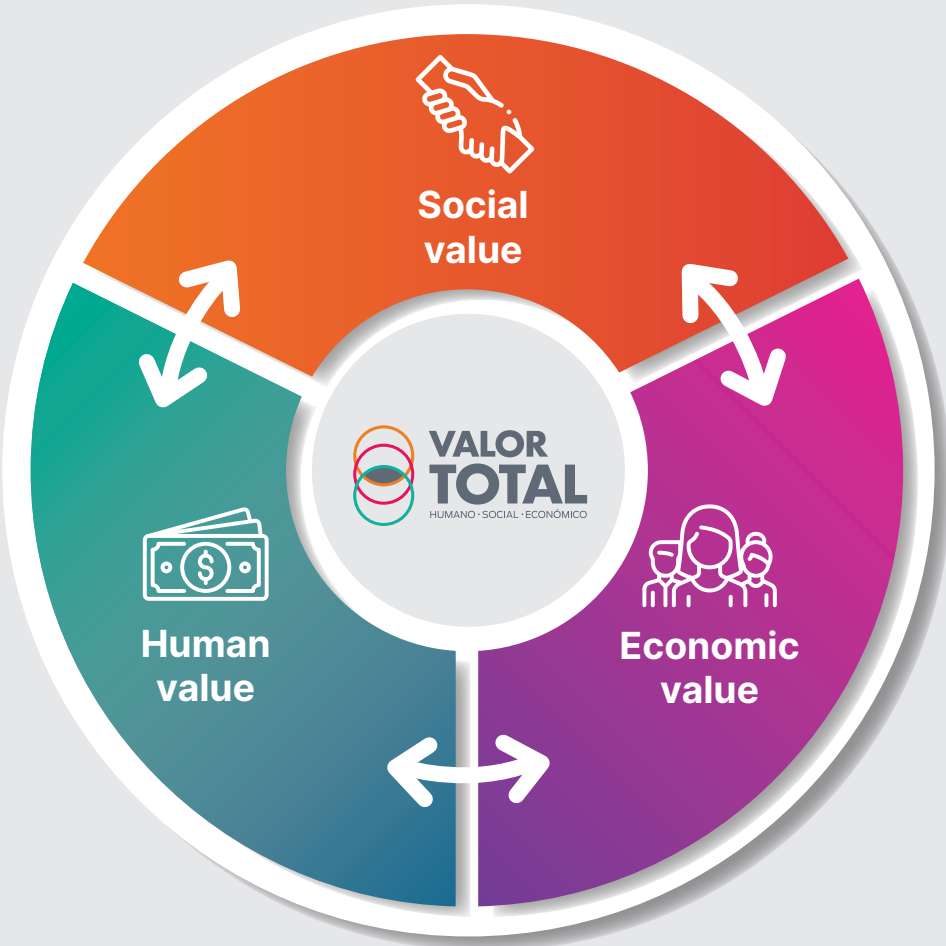 Social
value
VALOR
TOTAL
HUMANO · SOCIAL · ECONÓMICO
$
Human
value
Economic
value